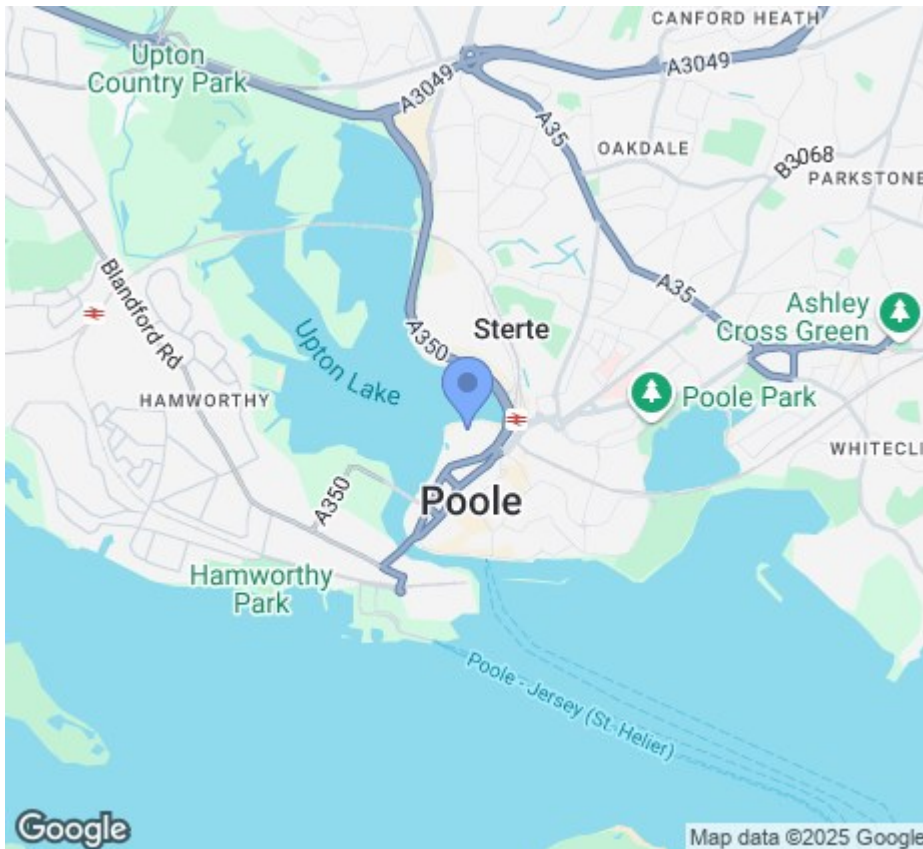 CANFORD HEATH
Upton
Country Park
A3049
A3049
A35
OAKDALE
B3068
PARKSTONE
Blandford Rd
A35
Ashley
Cross Green
Upton Lake
A350
Sterte
HAMWORTHY
Poole Park
WHITECLI
A350
Poole
Hamworthy
Park
Poole - Jersey (St. Helier)
Google
Map data ©2025 Google